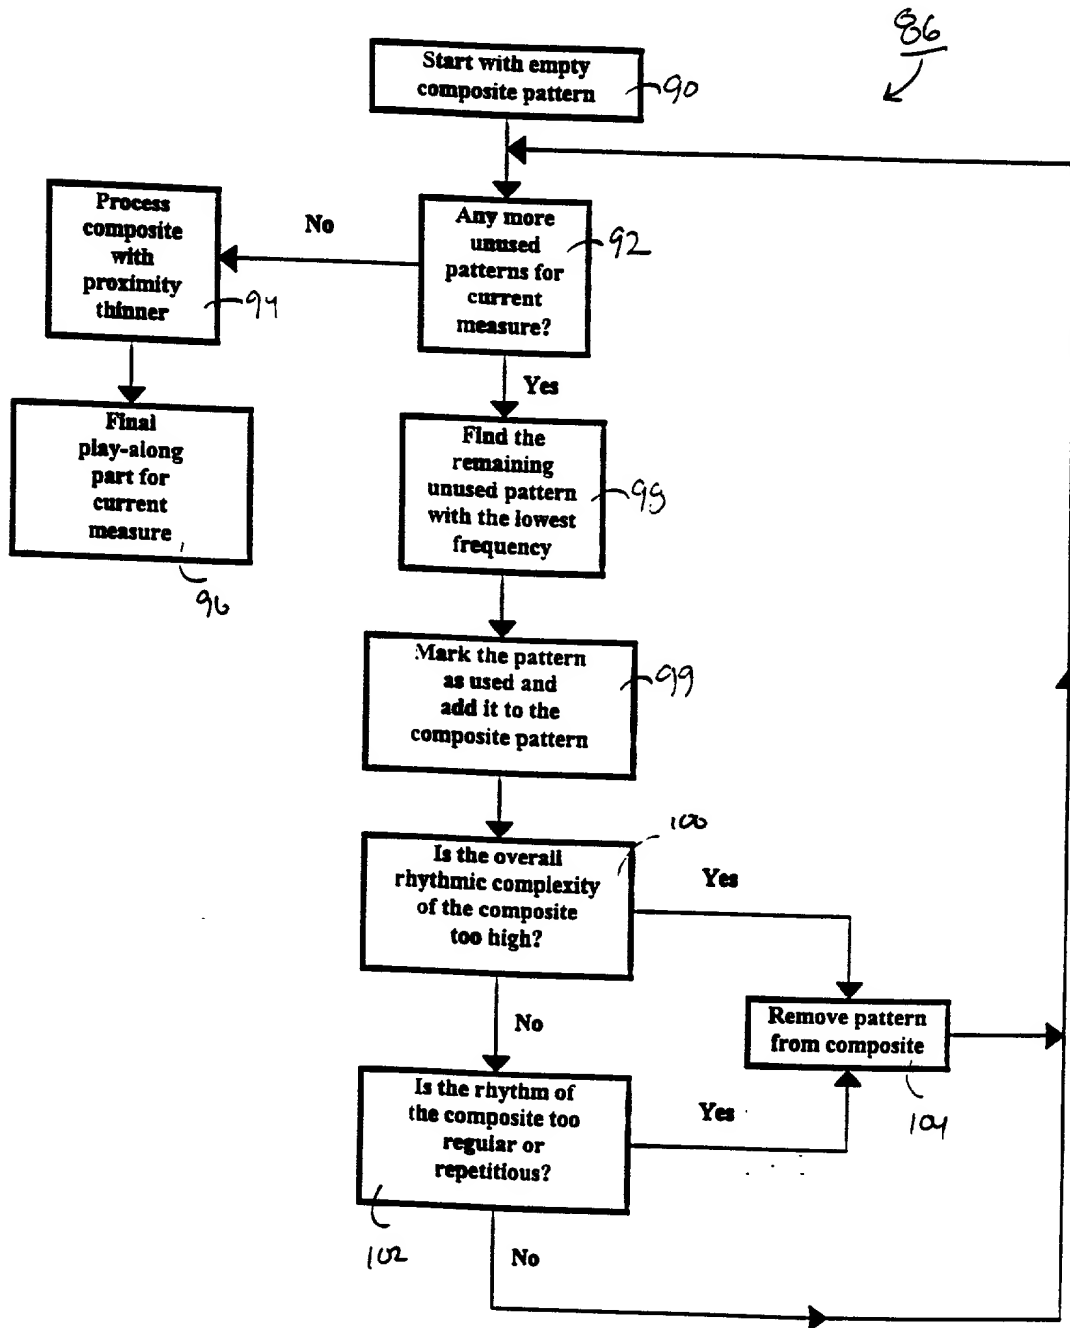 86
Start with empty
composite pattern
90
Process
composite
with
proximity
thinner
94
No
Any more
unused
patterns for
current
measure?
92
Final
play-along
part for
current
measure
96
Yes
Find the
remaining
unused pattern
with the lowest
frequency
Mark the pattern
as used and
add it to the
composite pattern
99
100
Is the overall
rhythmic complexity
of the composite
too high?
Yes
No
Remove pattern
from composite
104
Is the rhythm of
the composite too
regular or
repetitious?
Yes
102
No